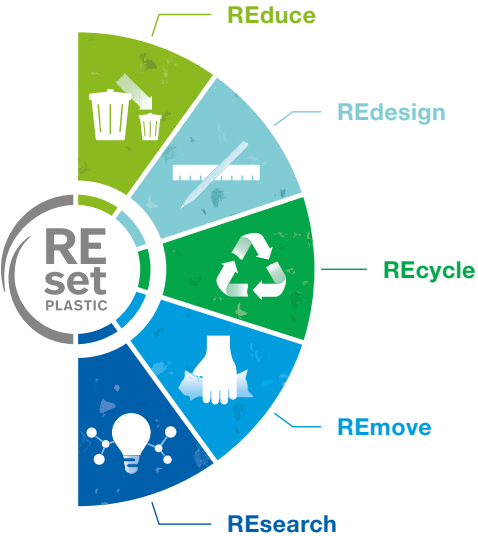 REduce
REdesign
RE
set
PLASTIC
REcycle
REmove
REsearch